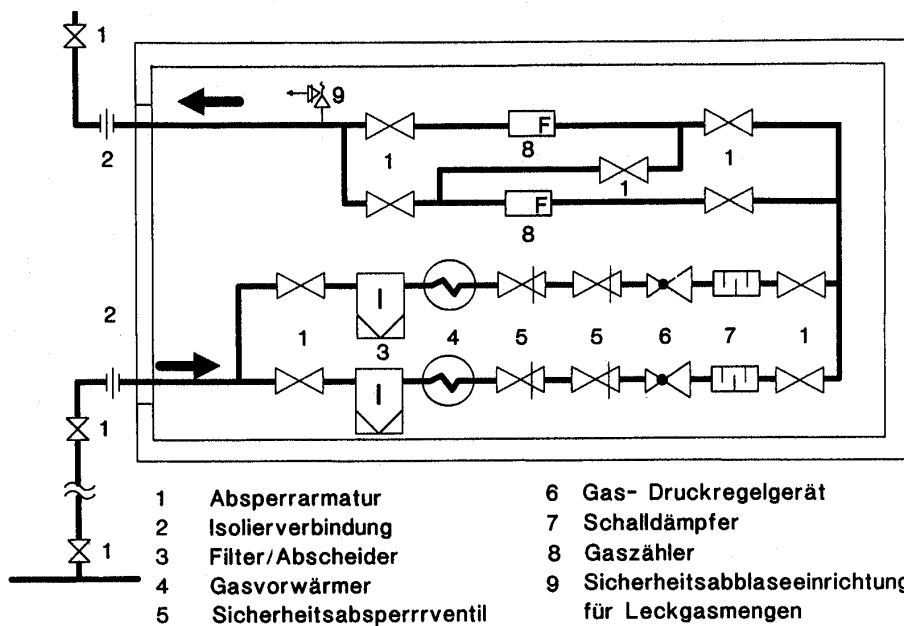 1
9
2
1
F
8
1
1
F
8
2
1
3
4
5
5
6
7
1
1
1
1 Absperrarmatur
2 Isolierverbindung
3 Filter/Abscheider
4 Gasvorwärmer
5 Sicherheitsabsperrrventil
6 Gas- Druckregelgerät
7 Schalldämpfer
8 Gaszähler
9 Sicherheitsabblaseeinrichtung
für Leckgasmengen